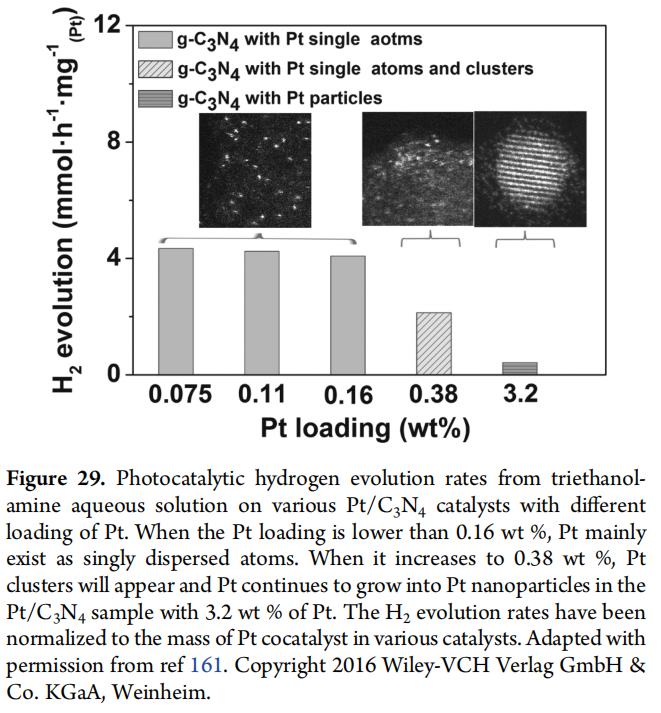 12
g-C3N4 with Pt single aotms
g-C3N4 with Pt single atoms and clusters
g-C3N4 with Pt particles
8
4
0
H2 evolution (mmol·h-1·mg-1(Pt))
0.075 0.11 0.16 0.38 3.2
Pt loading (wt%)
Figure 29. Photocatalytic hydrogen evolution rates from triethanol-
amine aqueous solution on various Pt/C3N4 catalysts with different
loading of Pt. When the Pt loading is lower than 0.16 wt %, Pt mainly
exist as singly dispersed atoms. When it increases to 0.38 wt %, Pt
clusters will appear and Pt continues to grow into Pt nanoparticles in the
Pt/C3N4 sample with 3.2 wt % of Pt. The H2 evolution rates have been
normalized to the mass of Pt cocatalyst in various catalysts. Adapted with
permission from ref 161. Copyright 2016 Wiley-VCH Verlag GmbH &
Co. KGaA, Weinheim.